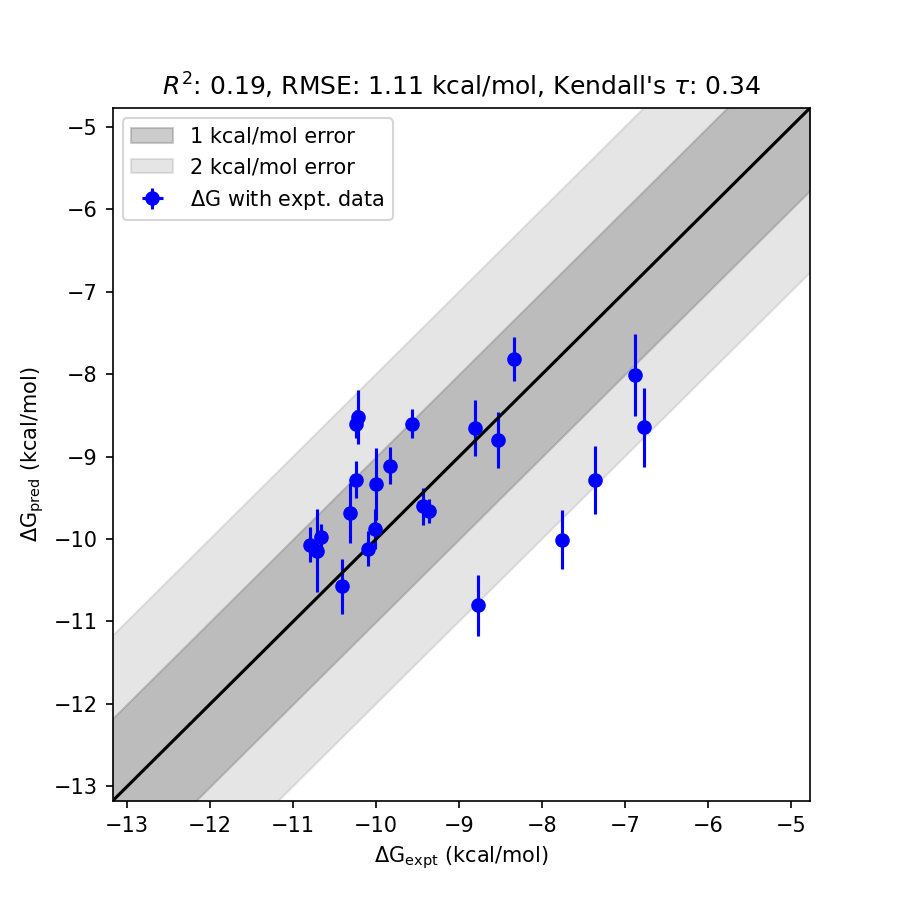 R²: 0.19, RMSE: 1.11 kcal/mol, Kendall's τ: 0.34
1 kcal/mol error
2 kcal/mol error
ΔG with expt. data
−5
−6
−7
−8
−9
−10
−11
−12
−13
ΔGpred (kcal/mol)
−13 −12 −11 −10 −9 −8 −7 −6 −5
ΔGexpt (kcal/mol)